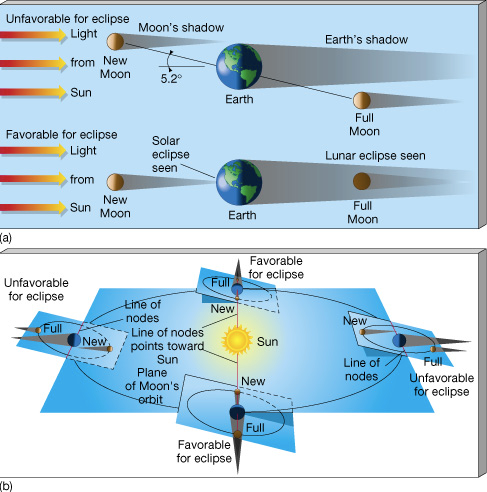 Unfavorable for eclipse
Light
from
Sun
New
Moon
Moon's shadow
5.2°
Earth
Earth's shadow
Full
Moon
Favorable for eclipse
Light
from
Sun
New
Moon
Solar
eclipse
seen
Earth
Lunar eclipse seen
Full
Moon
(a)
Favorable
for eclipse
Full
New
Unfavorable
for eclipse
Full
New
Line of
nodes
Line of nodes
points toward
Sun
Plane
of Moon's
orbit
Sun
New
Full
Favorable
for eclipse
New
Full
Line of
nodes
Unfavorable
for eclipse
(b)